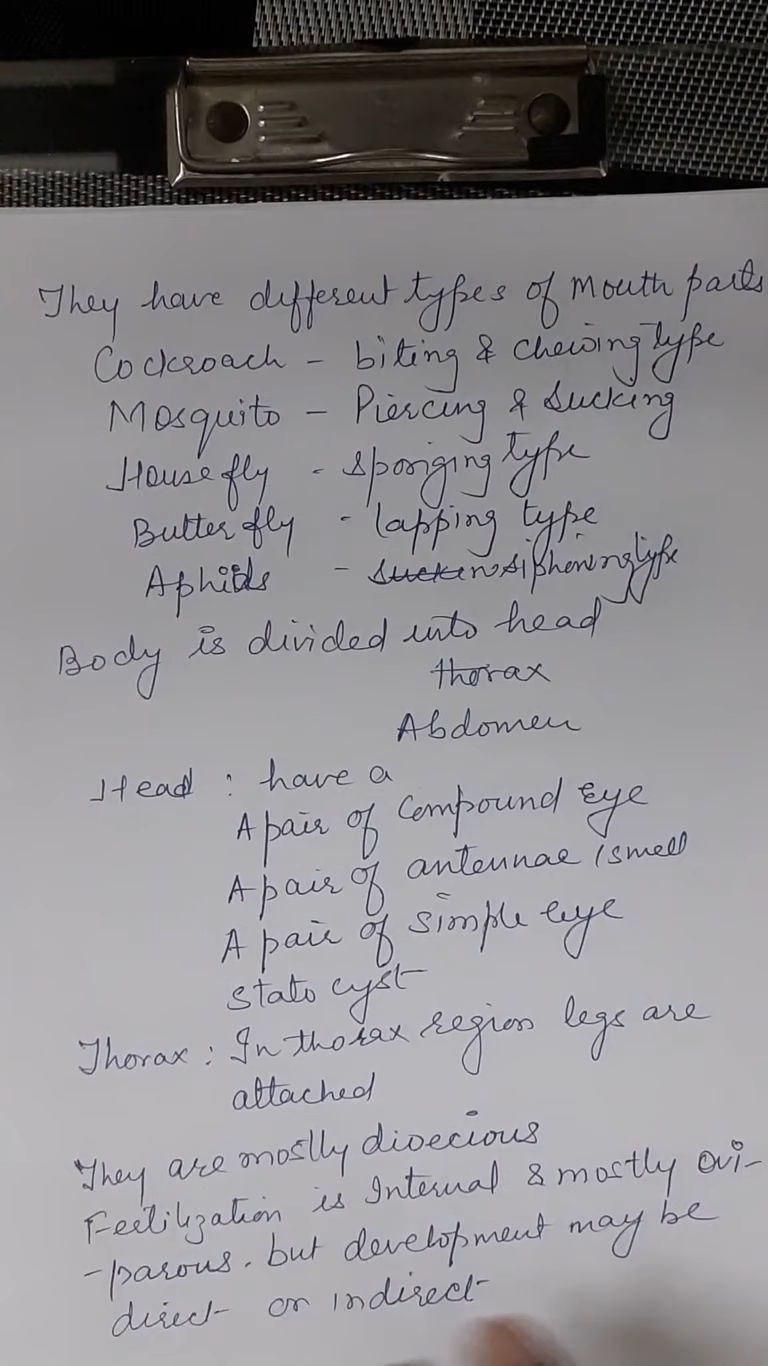 They have different types of Mouth parts
Cockroach - biting & chewing type
Mosquito - Piercing & Sucking
House fly - sponging type
Butter fly - lapping type
Aphids - siphoning type
Body is divided into head
thorax
Abdomen
Head : have a
A pair of compound Eye
A pair of antennae / smell
A pair of simple eye
Stato cyst
Thorax : In thorax region legs are
attached
They are mostly dioecious
Fertilization is Internal & mostly Ovi-
-parous. but development may be
direct or indirect